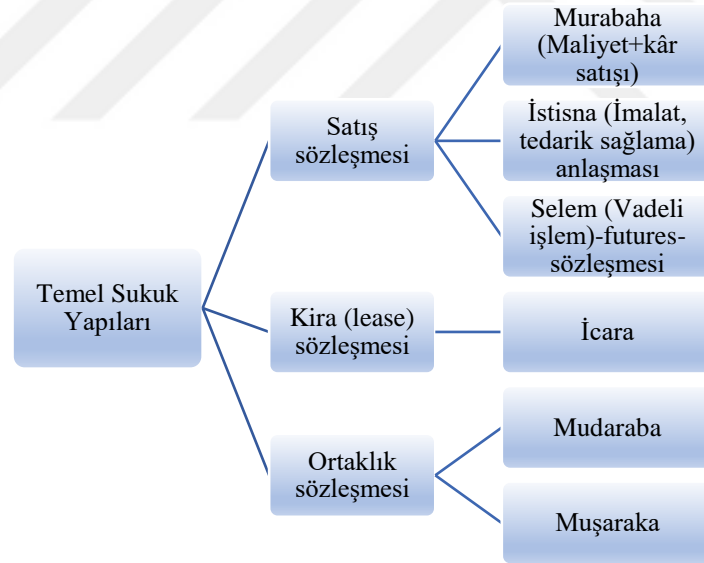 Temel Sukuk
Yapıları
Satış
sözleşmesi
Murabaha
(Maliyet+kâr
satışı)
İstisna (İmalat,
tedarik sağlama)
anlaşması
Selem (Vadeli
işlem)-futures-
sözleşmesi
Kira (lease)
sözleşmesi
İcara
Ortaklık
sözleşmesi
Mudaraba
Muşaraka